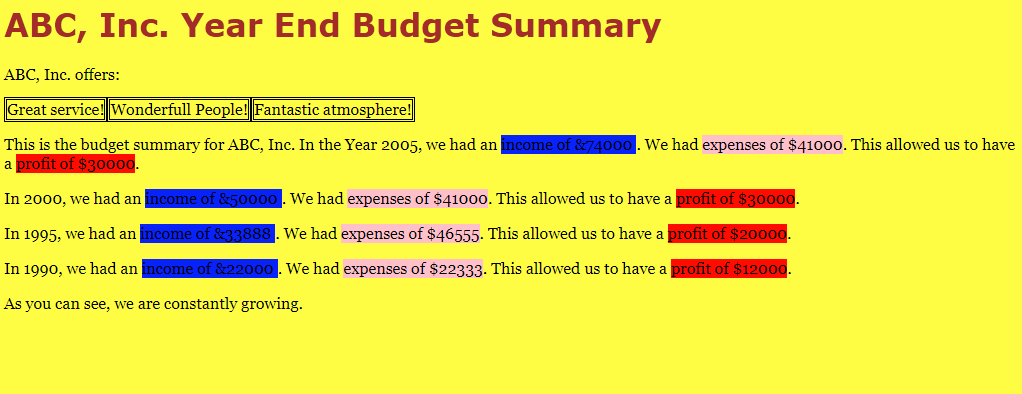 ABC, Inc. Year End Budget Summary
ABC, Inc. offers:
Great service! Wonderfull People! Fantastic atmosphere!
This is the budget summary for ABC, Inc. In the Year 2005, we had an income of &74000 . We had expenses of $41000. This allowed us to have
a profit of $30000.
In 2000, we had an income of &50000 . We had expenses of $41000. This allowed us to have a profit of $30000.
In 1995, we had an income of &33888 . We had expenses of $46555. This allowed us to have a profit of $20000.
In 1990, we had an income of &22000 . We had expenses of $22333. This allowed us to have a profit of $12000.
As you can see, we are constantly growing.